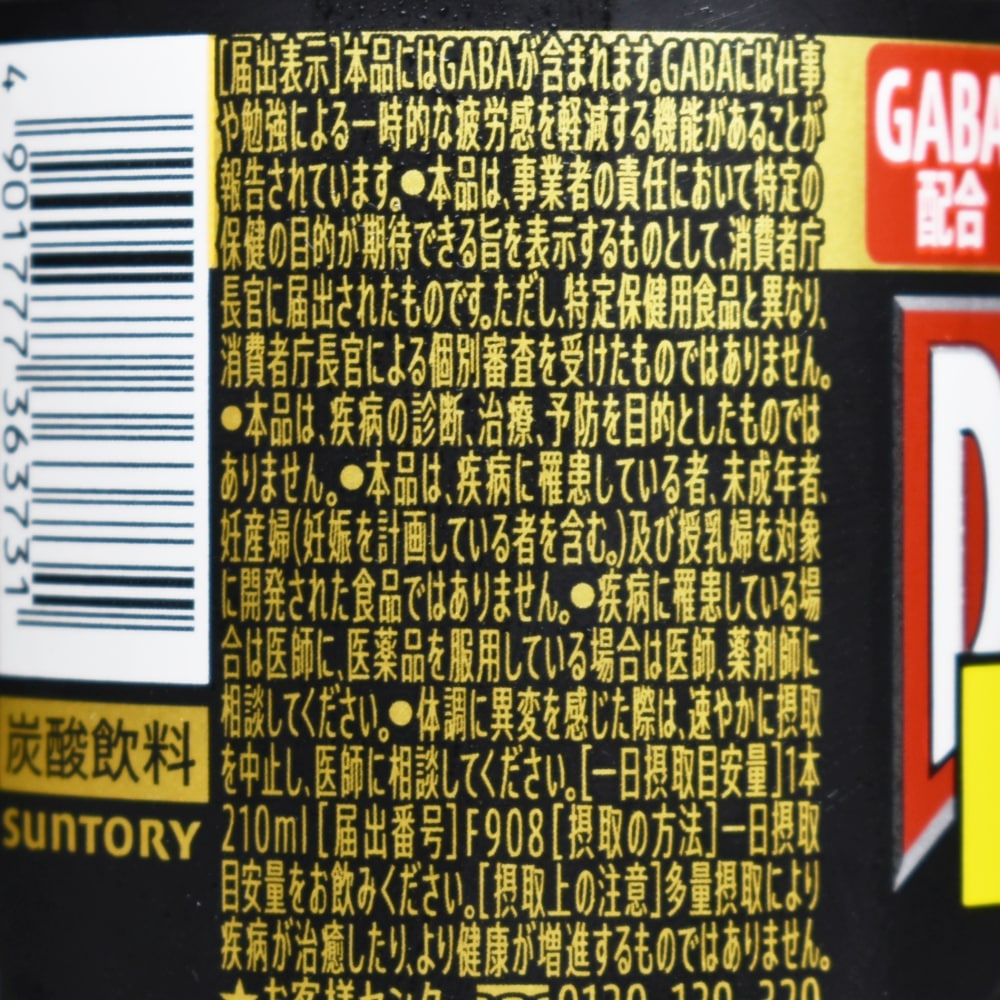 [届出表示]本品にはGABAが含まれます。GABAには仕事
や勉強による一時的な疲労感を軽減する機能があることが
報告されています。●本品は、事業者の責任において特定の
保健の目的が期待できる旨を表示するものとして、消費者庁
長官に届出されたものです。ただし、特定保健用食品と異なり、
消費者庁長官による個別審査を受けたものではありません。
●本品は、疾病の診断、治療、予防を目的としたものでは
ありません。●本品は、疾病に罹患している者、未成年者、
妊産婦(妊娠を計画している者を含む。)及び授乳婦を対象
に開発された食品ではありません。●疾病に罹患している場
合は医師に、医薬品を服用している場合は医師、薬剤師に
相談してください。●体調に異変を感じた際は、速やかに摂取
を中止し、医師に相談してください。[一日摂取目安量]1本
210ml[届出番号]F908[摂取の方法]一日摂取
目安量をお飲みください。[摂取上の注意]多量摂取により
疾病が治癒したり、より健康が増進するものではありません。
★お客様センター 0120-139-320
4 901777 363731
炭酸飲料
SUNTORY
GABA
配合